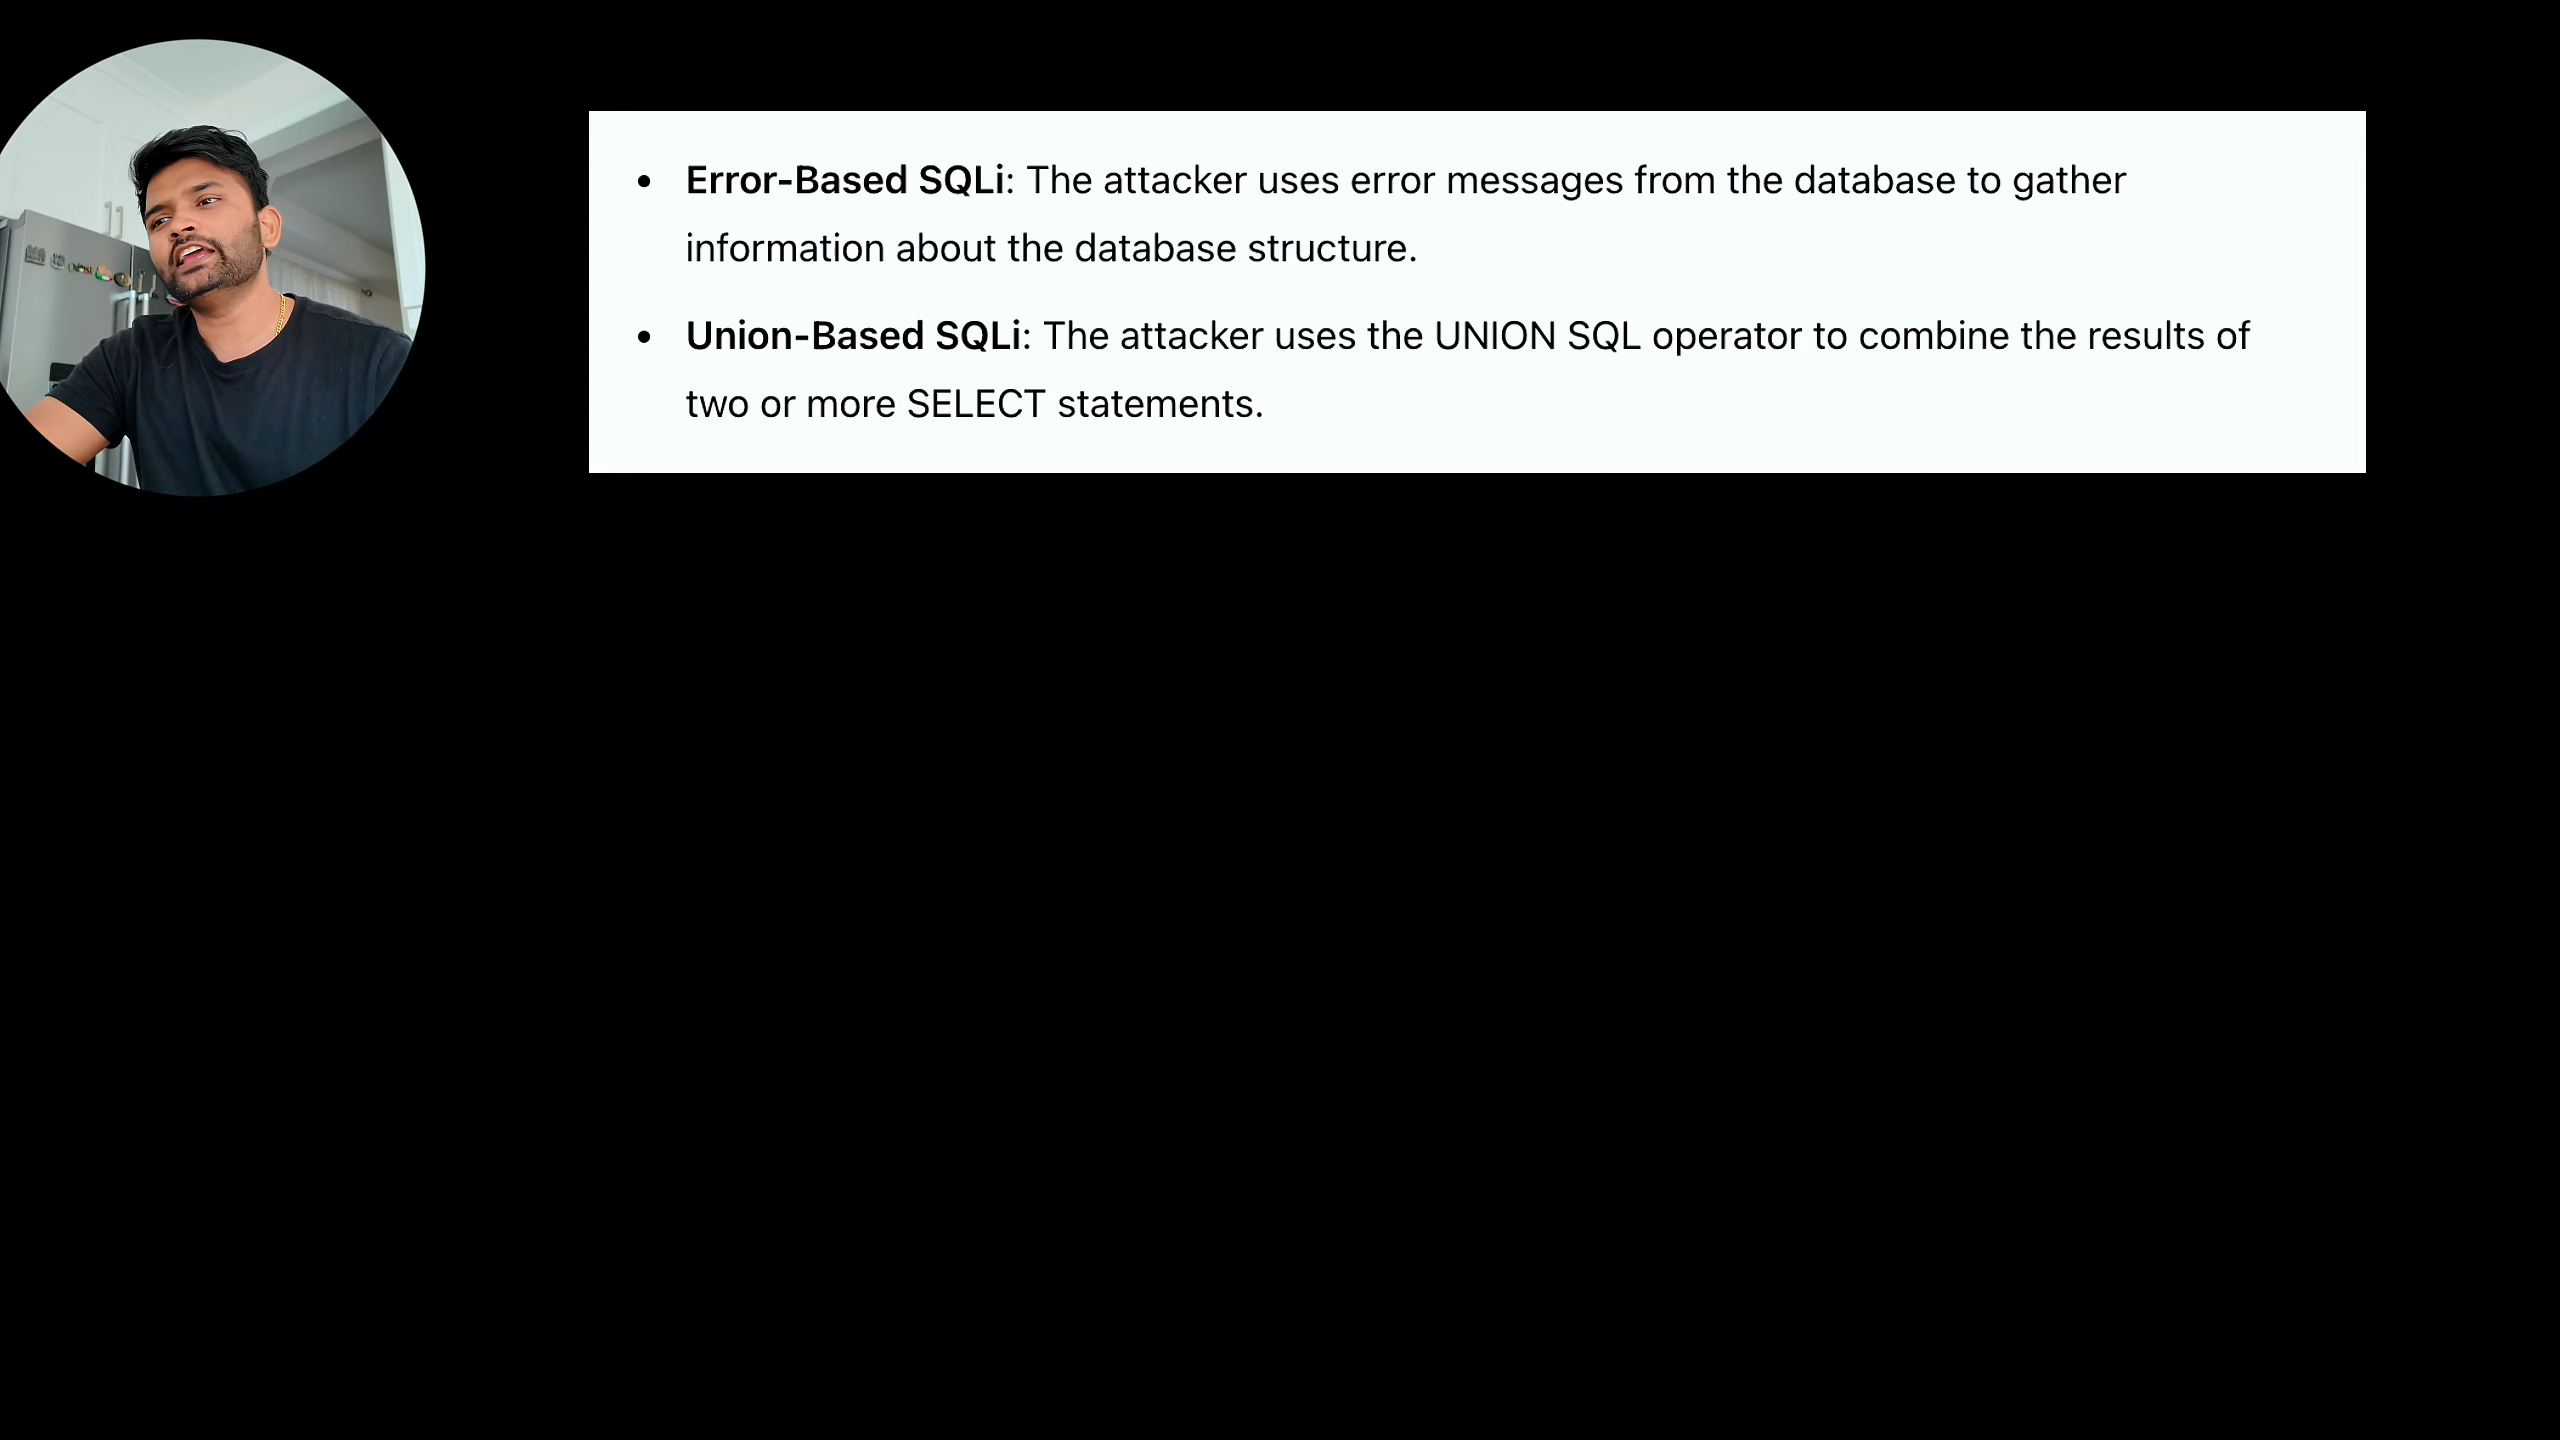 • Error-Based SQLi: The attacker uses error messages from the database to gather
information about the database structure.
• Union-Based SQLi: The attacker uses the UNION SQL operator to combine the results of
two or more SELECT statements.